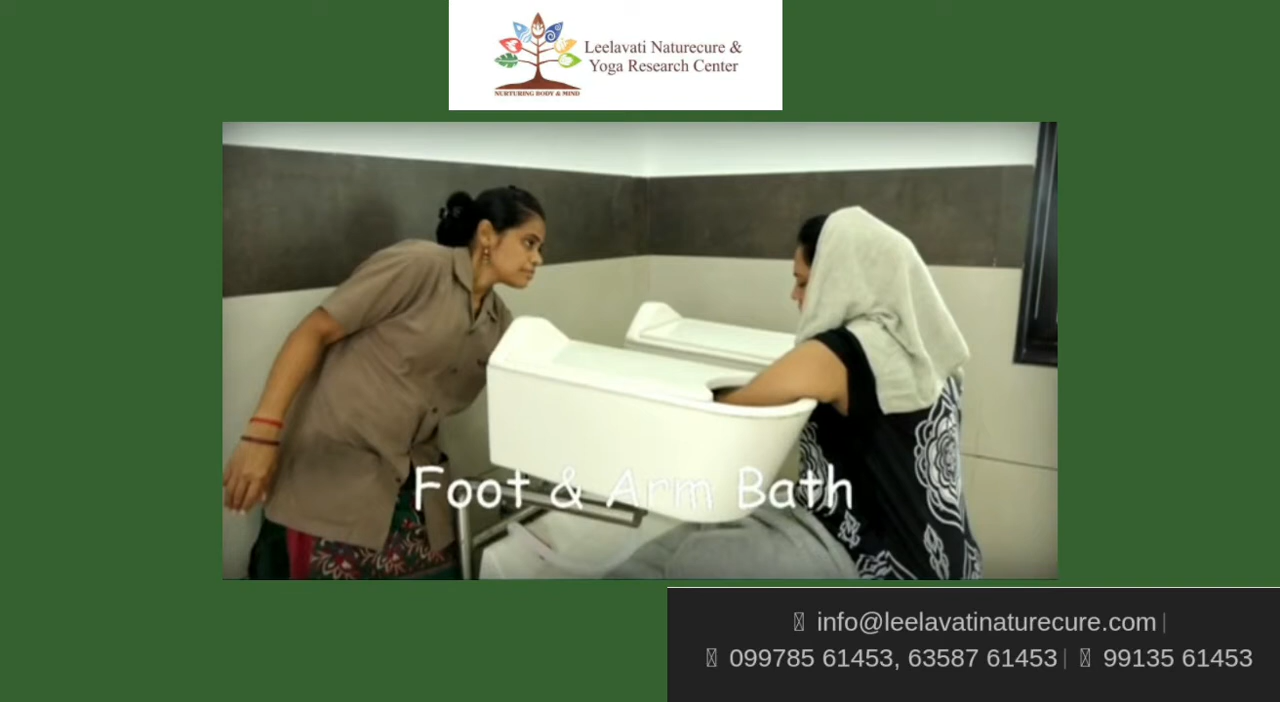 Leelavati Naturecure &
Yoga Research Center
NURTURING BODY & MIND
Foot & Arm Bath
info@leelavatinaturecure.com |
099785 61453, 63587 61453 | 99135 61453